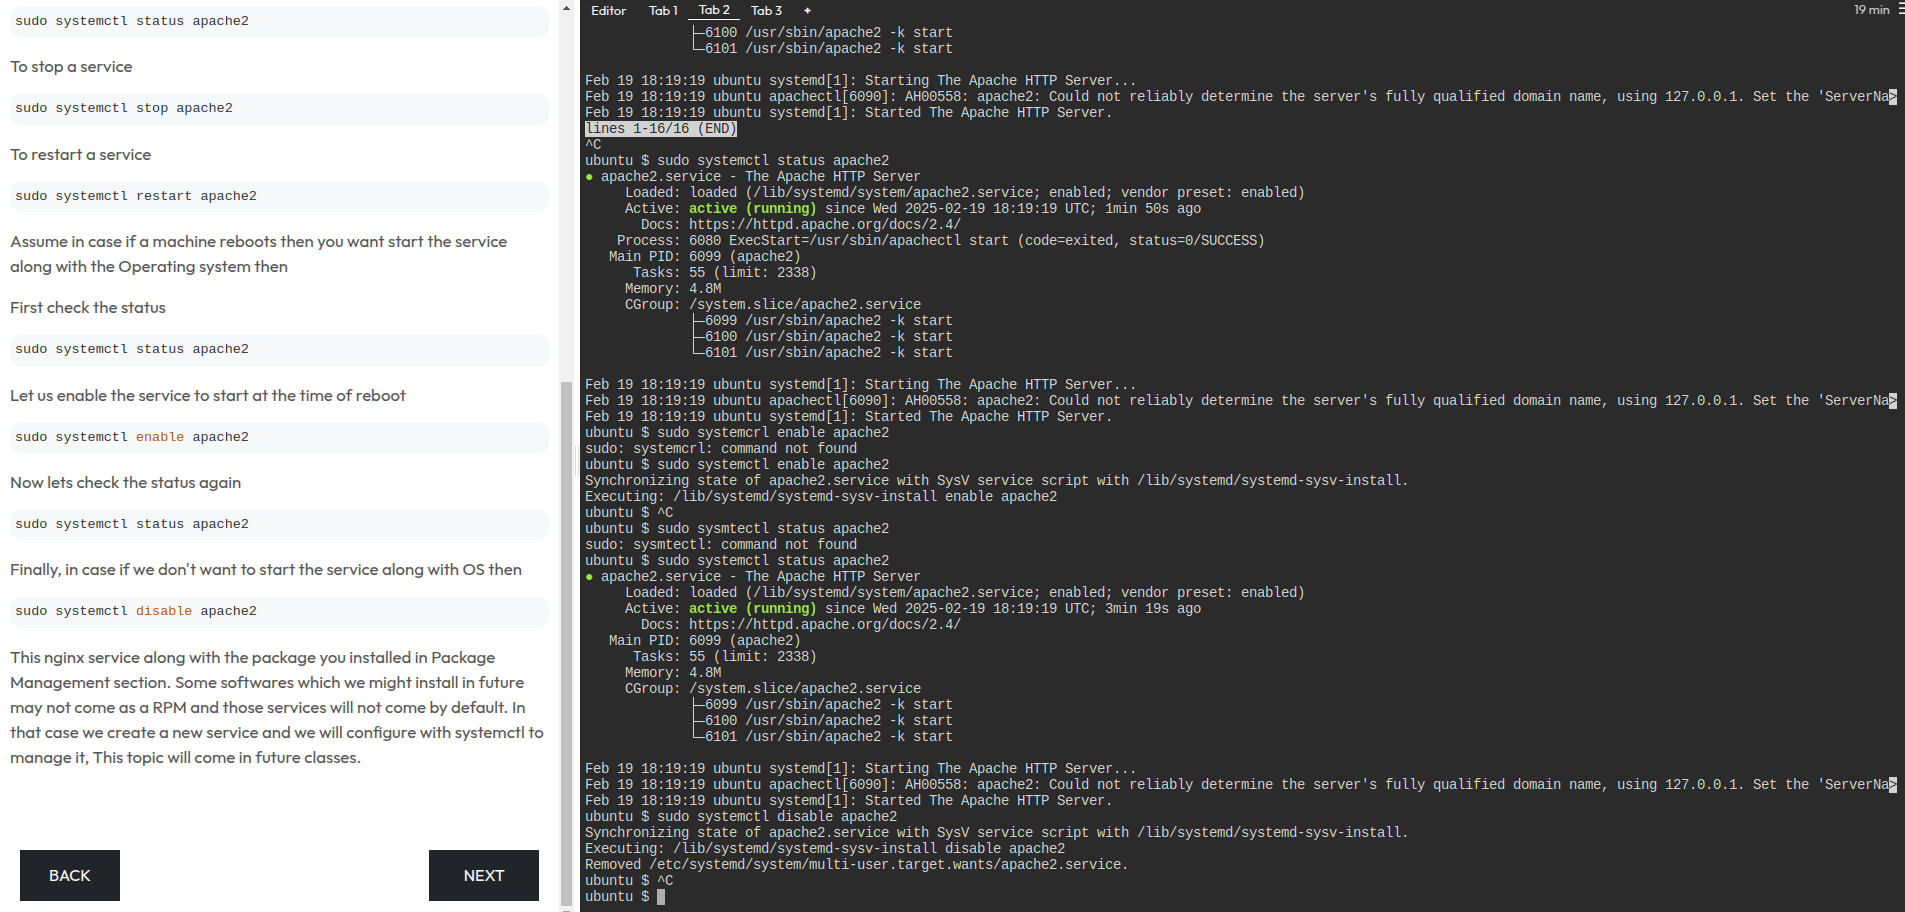 sudo systemctl status apache2
To stop a service
sudo systemctl stop apache2
To restart a service
sudo systemctl restart apache2
Assume in case if a machine reboots then you want start the service
along with the Operating system then
First check the status
sudo systemctl status apache2
Let us enable the service to start at the time of reboot
sudo systemctl enable apache2
Now lets check the status again
sudo systemctl status apache2
Finally, in case if we don't want to start the service along with OS then
sudo systemctl disable apache2
This nginx service along with the package you installed in Package
Management section. Some softwares which we might install in future
may not come as a RPM and those services will not come by default. In
that case we create a new service and we will configure with systemctl to
manage it, This topic will come in future classes.
BACK
NEXT
Editor Tab 1 Tab 2 Tab 3 +
19 min
├─6100 /usr/sbin/apache2 -k start
└─6101 /usr/sbin/apache2 -k start
Feb 19 18:19:19 ubuntu systemd[1]: Starting The Apache HTTP Server...
Feb 19 18:19:19 ubuntu apachectl[6090]: AH00558: apache2: Could not reliably determine the server's fully qualified domain name, using 127.0.0.1. Set the 'ServerNa>
Feb 19 18:19:19 ubuntu systemd[1]: Started The Apache HTTP Server.
lines 1-16/16 (END)
^C
ubuntu $ sudo systemctl status apache2
● apache2.service - The Apache HTTP Server
Loaded: loaded (/lib/systemd/system/apache2.service; enabled; vendor preset: enabled)
Active: active (running) since Wed 2025-02-19 18:19:19 UTC; 1min 50s ago
Docs: https://httpd.apache.org/docs/2.4/
Process: 6080 ExecStart=/usr/sbin/apachectl start (code=exited, status=0/SUCCESS)
Main PID: 6099 (apache2)
Tasks: 55 (limit: 2338)
Memory: 4.8M
CGroup: /system.slice/apache2.service
├─6099 /usr/sbin/apache2 -k start
├─6100 /usr/sbin/apache2 -k start
└─6101 /usr/sbin/apache2 -k start
Feb 19 18:19:19 ubuntu systemd[1]: Starting The Apache HTTP Server...
Feb 19 18:19:19 ubuntu apachectl[6090]: AH00558: apache2: Could not reliably determine the server's fully qualified domain name, using 127.0.0.1. Set the 'ServerNa>
Feb 19 18:19:19 ubuntu systemd[1]: Started The Apache HTTP Server.
ubuntu $ sudo systemcrl enable apache2
sudo: systemcrl: command not found
ubuntu $ sudo systemctl enable apache2
Synchronizing state of apache2.service with SysV service script with /lib/systemd/systemd-sysv-install.
Executing: /lib/systemd/systemd-sysv-install enable apache2
ubuntu $ ^C
ubuntu $ sudo sysmtectl status apache2
sudo: sysmtectl: command not found
ubuntu $ sudo systemctl status apache2
● apache2.service - The Apache HTTP Server
Loaded: loaded (/lib/systemd/system/apache2.service; enabled; vendor preset: enabled)
Active: active (running) since Wed 2025-02-19 18:19:19 UTC; 3min 19s ago
Docs: https://httpd.apache.org/docs/2.4/
Main PID: 6099 (apache2)
Tasks: 55 (limit: 2338)
Memory: 4.8M
CGroup: /system.slice/apache2.service
├─6099 /usr/sbin/apache2 -k start
├─6100 /usr/sbin/apache2 -k start
└─6101 /usr/sbin/apache2 -k start
Feb 19 18:19:19 ubuntu systemd[1]: Starting The Apache HTTP Server...
Feb 19 18:19:19 ubuntu apachectl[6090]: AH00558: apache2: Could not reliably determine the server's fully qualified domain name, using 127.0.0.1. Set the 'ServerNa>
Feb 19 18:19:19 ubuntu systemd[1]: Started The Apache HTTP Server.
ubuntu $ sudo systemctl disable apache2
Synchronizing state of apache2.service with SysV service script with /lib/systemd/systemd-sysv-install.
Executing: /lib/systemd/systemd-sysv-install disable apache2
Removed /etc/systemd/system/multi-user.target.wants/apache2.service.
ubuntu $ ^C
ubuntu $